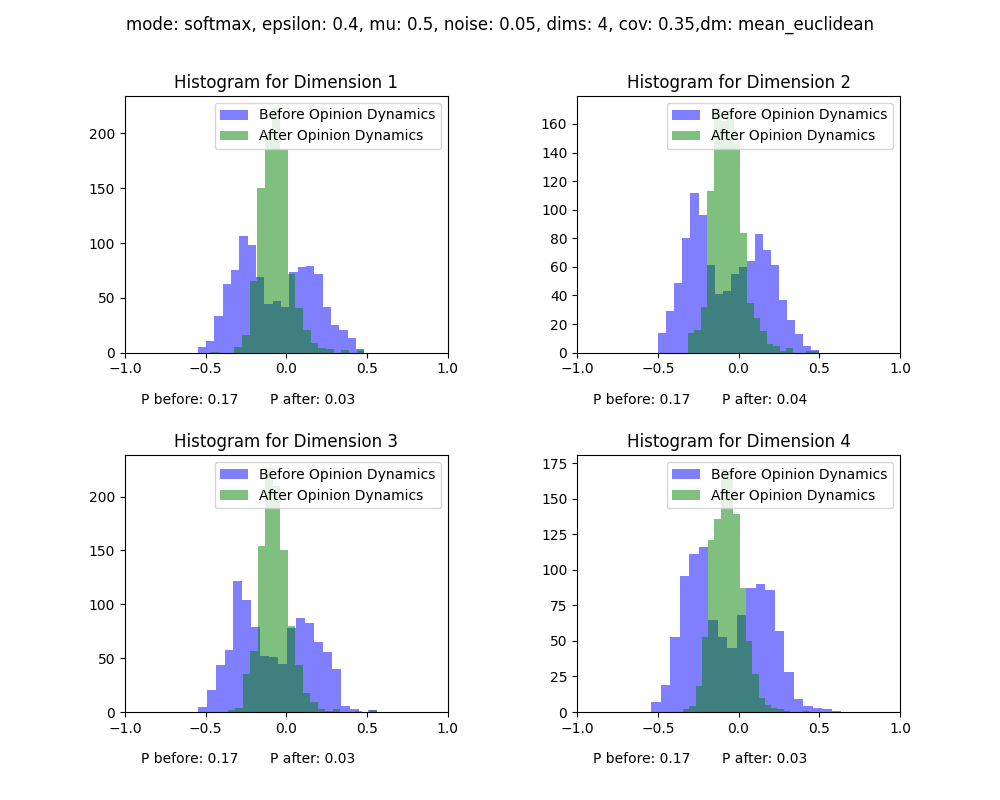 mode: softmax, epsilon: 0.4, mu: 0.5, noise: 0.05, dims: 4, cov: 0.35,dm: mean_euclidean
Histogram for Dimension 1
Before Opinion Dynamics
After Opinion Dynamics
200
150
100
50
0
−1.0 −0.5 0.0 0.5 1.0
P before: 0.17 P after: 0.03
Histogram for Dimension 2
Before Opinion Dynamics
After Opinion Dynamics
160
140
120
100
80
60
40
20
0
−1.0 −0.5 0.0 0.5 1.0
P before: 0.17 P after: 0.04
Histogram for Dimension 3
Before Opinion Dynamics
After Opinion Dynamics
200
150
100
50
0
−1.0 −0.5 0.0 0.5 1.0
P before: 0.17 P after: 0.03
Histogram for Dimension 4
Before Opinion Dynamics
After Opinion Dynamics
175
150
125
100
75
50
25
0
−1.0 −0.5 0.0 0.5 1.0
P before: 0.17 P after: 0.03